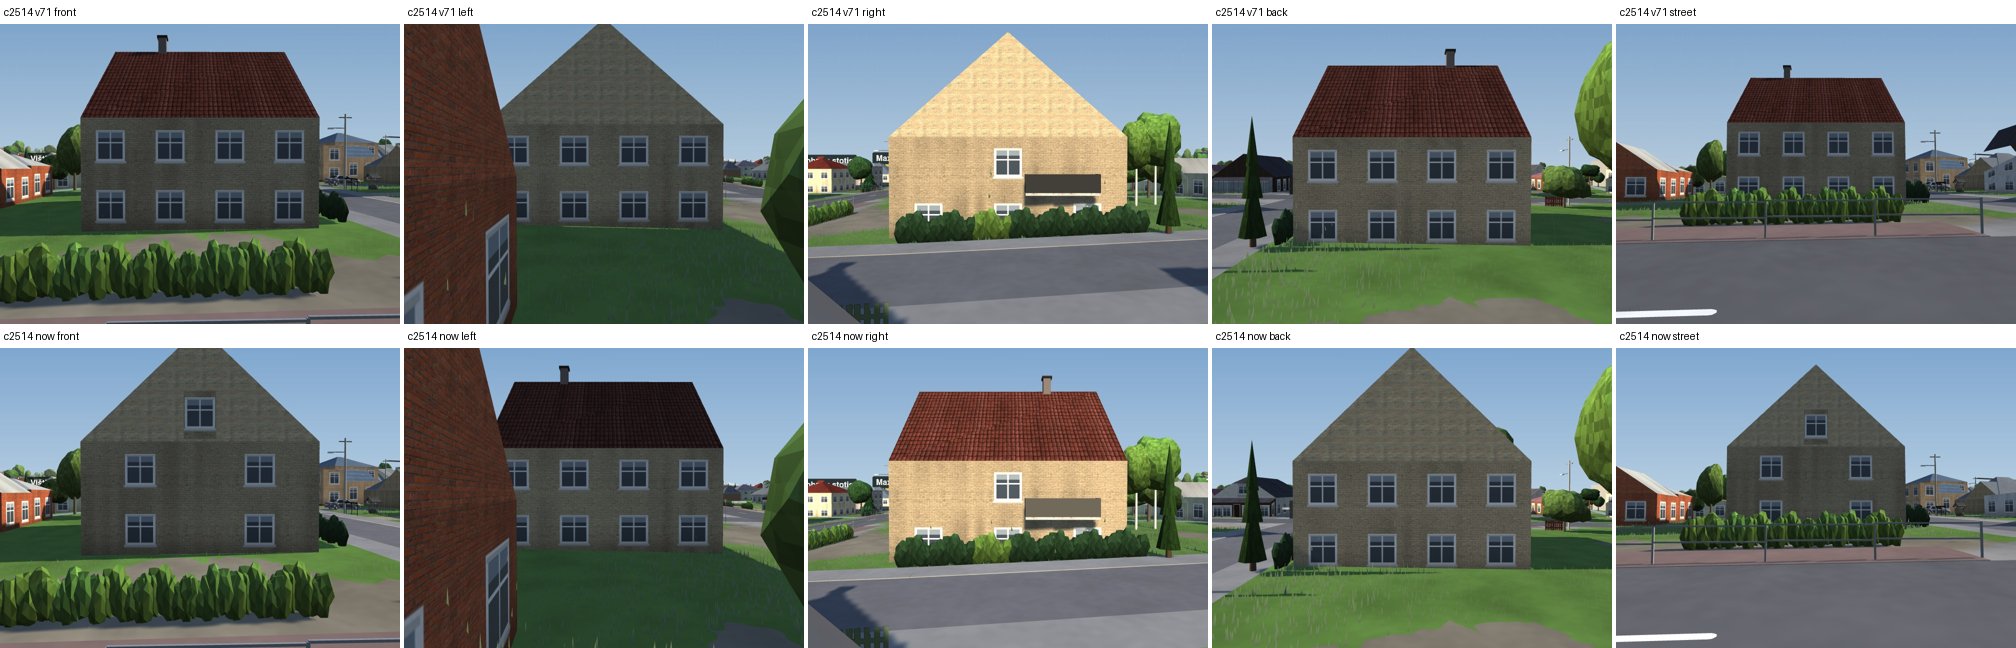 c2514 v71 front
c2514 v71 left
c2514 v71 right
c2514 v71 back
c2514 v71 street
Max
c2514 now front
c2514 now left
c2514 now right
c2514 now back
c2514 now street